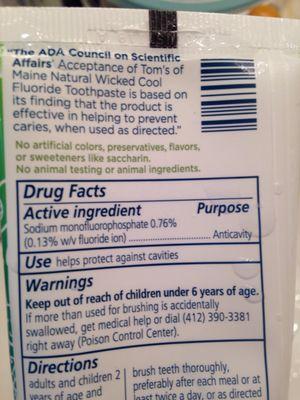 "The ADA Council on Scientific
Affairs' Acceptance of Tom's of
Maine Natural Wicked Cool
Fluoride Toothpaste is based on
its finding that the product is
effective in helping to prevent
caries, when used as directed."
No artificial colors, preservatives, flavors,
or sweeteners like saccharin.
No animal testing or animal ingredients.
Drug Facts
Active ingredient Purpose
Sodium monofluorophosphate 0.76%
(0.13% w/v fluoride ion) ........................ Anticavity
Use helps protect against cavities
Warnings
Keep out of reach of children under 6 years of age.
If more than used for brushing is accidentally
swallowed, get medical help or dial (412) 390-3381
right away (Poison Control Center).
Directions
adults and children 2
years of age and
brush teeth thoroughly,
preferably after each meal or at
least twice a day, or as directed